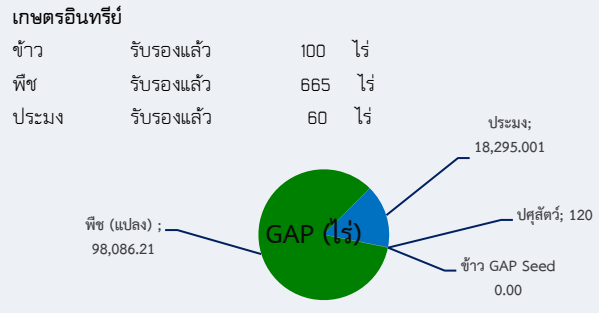 เกษตรอินทรีย์
ข้าว รับรองแล้ว 100 ไร่
พืช รับรองแล้ว 665 ไร่
ประมง รับรองแล้ว 60 ไร่
ประมง;
18,295.001
ปศุสัตว์; 120
พืช (แปลง) ;
98,086.21
GAP (ไร่)
ข้าว GAP Seed
0.00